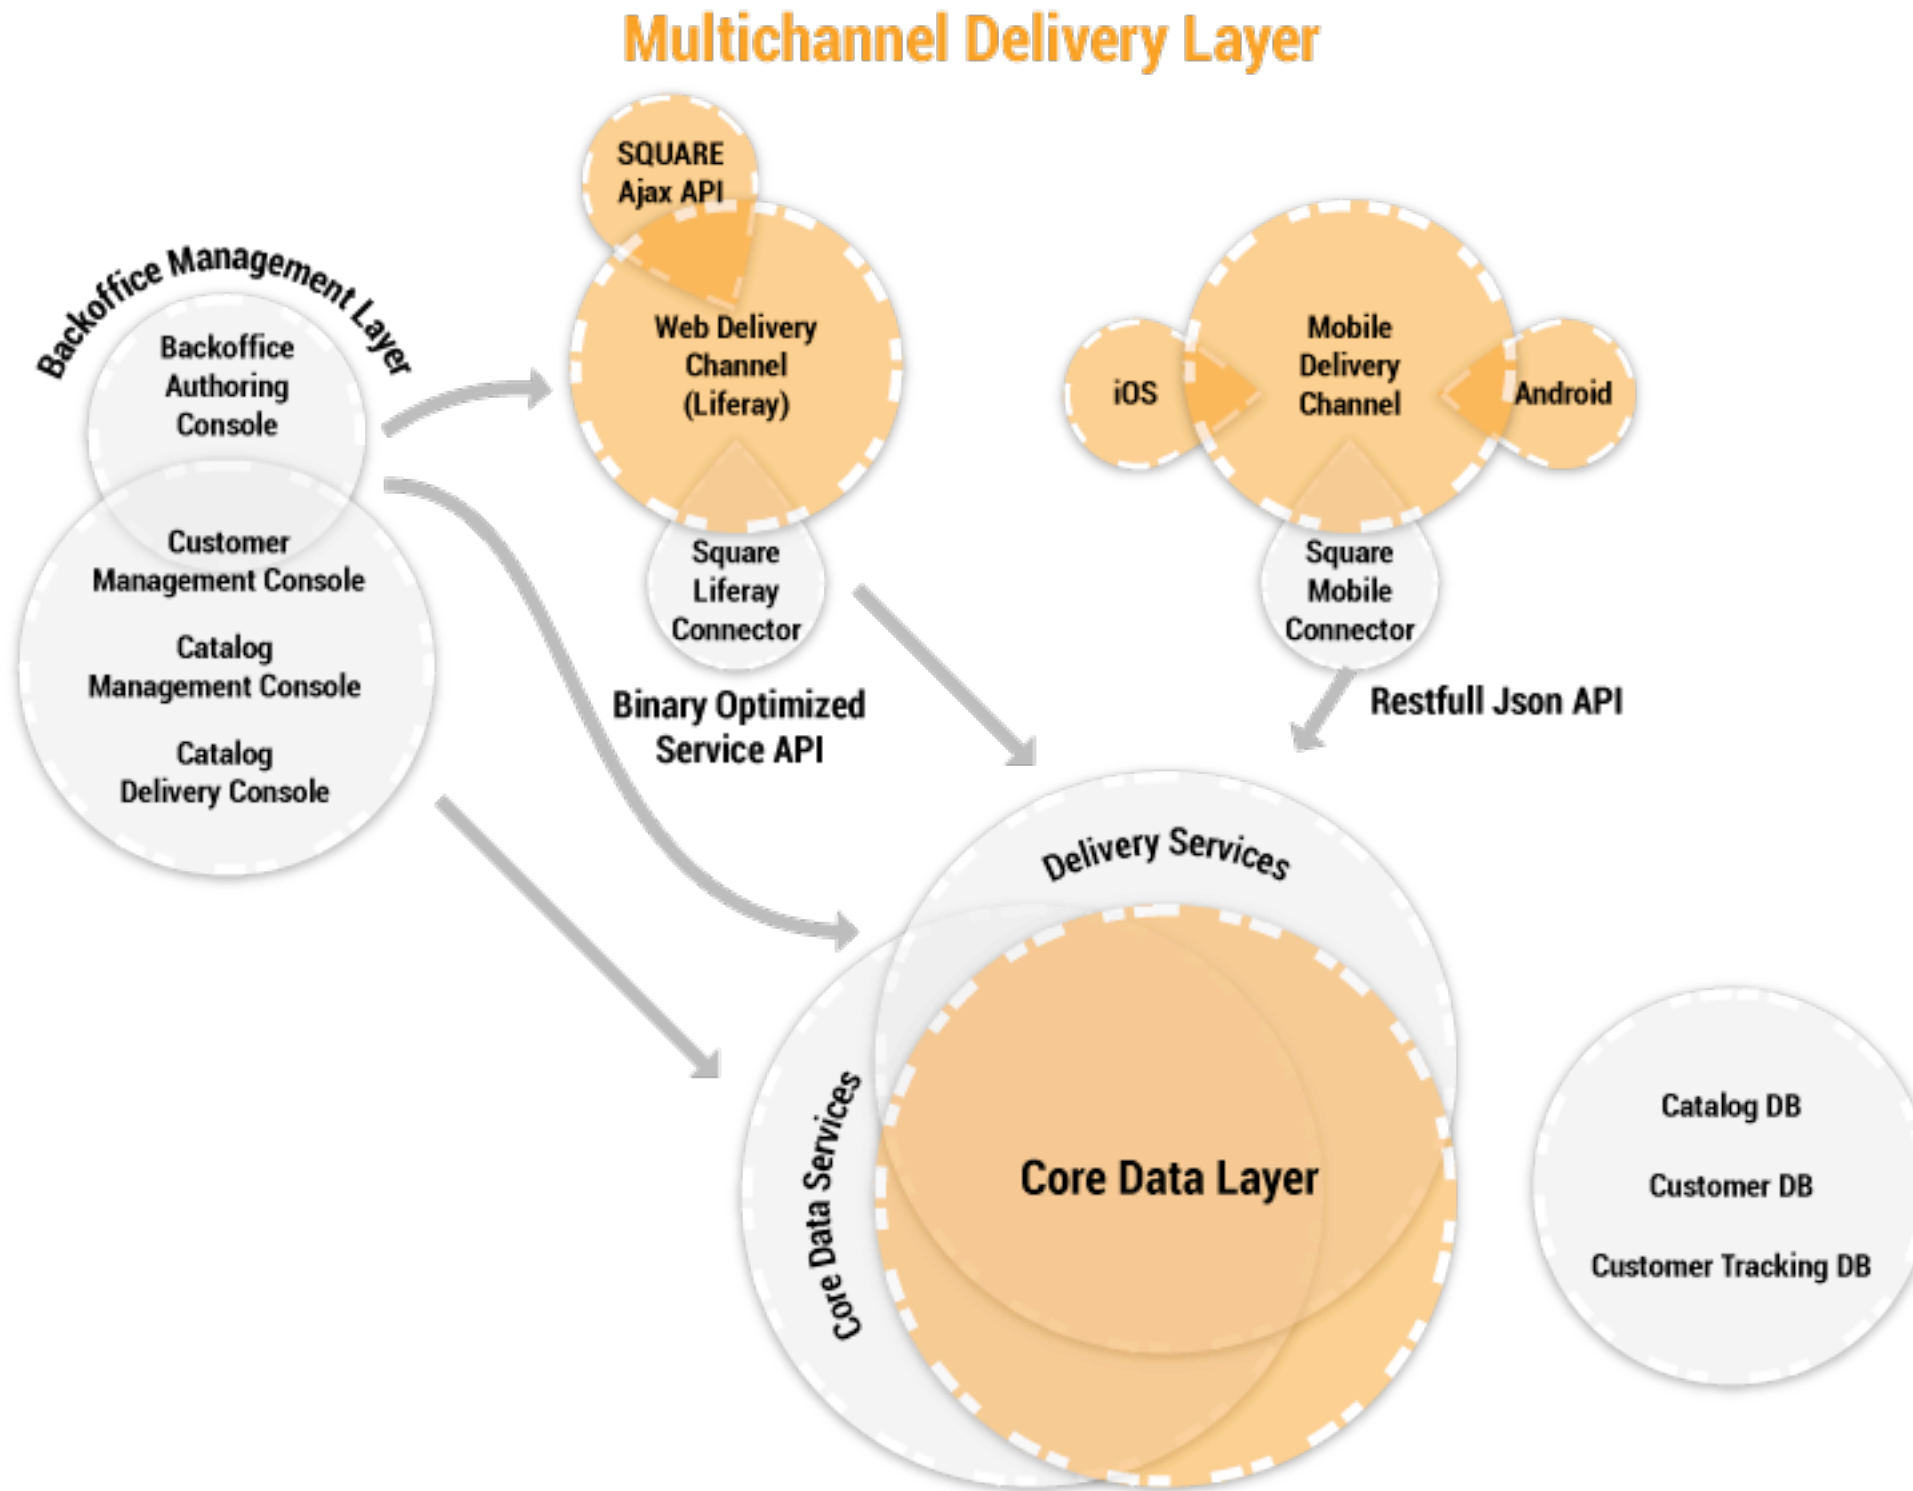 Multichannel Delivery Layer
SQUARE
Ajax API
Backoffice Management Layer
Backoffice
Authoring
Console
Customer
Management Console
Catalog
Management Console
Catalog
Delivery Console
Web Delivery
Channel
(Liferay)
Square
Liferay
Connector
Binary Optimized
Service API
iOS
Mobile
Delivery
Channel
Android
Square
Mobile
Connector
Restfull Json API
Delivery Services
Core Data Services
Core Data Layer
Catalog DB
Customer DB
Customer Tracking DB